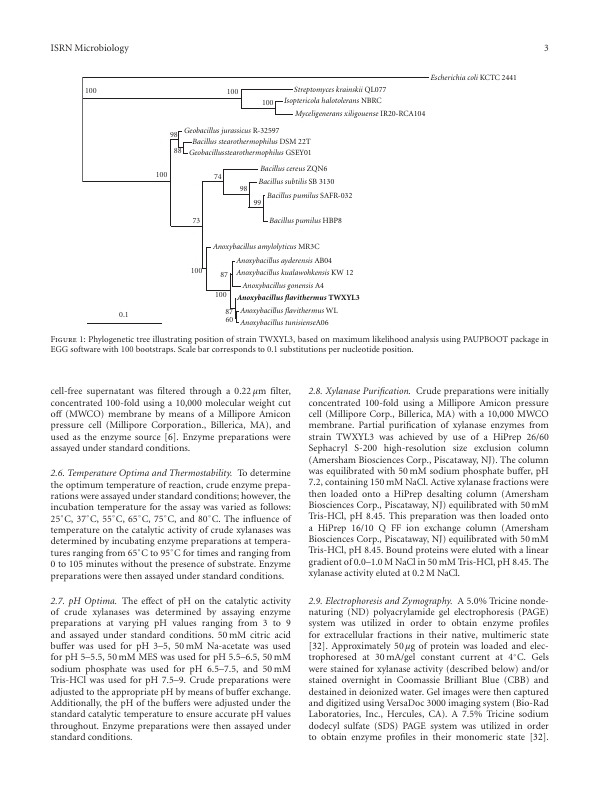 ISRN Microbiology
3
Escherichia coli KCTC 2441
100
100
Streptomyces krainskii QL077
100
Isoptericola halotolerans NBRC
Myceligenerans xiligouense IR20-RCA104
98
Geobacillus jurassicus R-32597
Bacillus stearothermophilus DSM 22T
88
Geobacillusstearothermophilus GSEY01
100
74
Bacillus cereus ZQN6
Bacillus subtilis SB 3130
98
Bacillus pumilus SAFR-032
99
Bacillus pumilus HBP8
73
Anoxybacillus amylolyticus MR3C
100
Anoxybacillus ayderensis AB04
87
Anoxybacillus kualawohkensis KW 12
Anoxybacillus gonensis A4
100
Anoxybacillus flavithermus TWXYL3
87
Anoxybacillus flavithermus WL
60
Anoxybacillus tunisienseA06
0.1
Figure 1: Phylogenetic tree illustrating position of strain TWXYL3, based on maximum likelihood analysis using PAUPBOOT package in
EGG software with 100 bootstraps. Scale bar corresponds to 0.1 substitutions per nucleotide position.
cell-free supernatant was filtered through a 0.22 μm filter,
concentrated 100-fold using a 10,000 molecular weight cut
off (MWCO) membrane by means of a Millipore Amicon
pressure cell (Millipore Corporation., Billerica, MA), and
used as the enzyme source [6]. Enzyme preparations were
assayed under standard conditions.
2.6. Temperature Optima and Thermostability. To determine
the optimum temperature of reaction, crude enzyme prepa-
rations were assayed under standard conditions; however, the
incubation temperature for the assay was varied as follows:
25°C, 37°C, 55°C, 65°C, 75°C, and 80°C. The influence of
temperature on the catalytic activity of crude xylanases was
determined by incubating enzyme preparations at tempera-
tures ranging from 65°C to 95°C for times and ranging from
0 to 105 minutes without the presence of substrate. Enzyme
preparations were then assayed under standard conditions.
2.7. pH Optima. The effect of pH on the catalytic activity
of crude xylanases was determined by assaying enzyme
preparations at varying pH values ranging from 3 to 9
and assayed under standard conditions. 50 mM citric acid
buffer was used for pH 3–5, 50 mM Na-acetate was used
for pH 5–5.5, 50 mM MES was used for pH 5.5–6.5, 50 mM
sodium phosphate was used for pH 6.5–7.5, and 50 mM
Tris-HCl was used for pH 7.5–9. Crude preparations were
adjusted to the appropriate pH by means of buffer exchange.
Additionally, the pH of the buffers were adjusted under the
standard catalytic temperature to ensure accurate pH values
throughout. Enzyme preparations were then assayed under
standard conditions.
2.8. Xylanase Purification. Crude preparations were initially
concentrated 100-fold using a Millipore Amicon pressure
cell (Millipore Corp., Billerica, MA) with a 10,000 MWCO
membrane. Partial purification of xylanase enzymes from
strain TWXYL3 was achieved by use of a HiPrep 26/60
Sephacryl S-200 high-resolution size exclusion column
(Amersham Biosciences Corp., Piscataway, NJ). The column
was equilibrated with 50 mM sodium phosphate buffer, pH
7.2, containing 150 mM NaCl. Active xylanase fractions were
then loaded onto a HiPrep desalting column (Amersham
Biosciences Corp., Piscataway, NJ) equilibrated with 50 mM
Tris-HCl, pH 8.45. This preparation was then loaded onto
a HiPrep 16/10 Q FF ion exchange column (Amersham
Biosciences Corp., Piscataway, NJ) equilibrated with 50 mM
Tris-HCl, pH 8.45. Bound proteins were eluted with a linear
gradient of 0.0–1.0 M NaCl in 50 mM Tris-HCl, pH 8.45. The
xylanase activity eluted at 0.2 M NaCl.
2.9. Electrophoresis and Zymography. A 5.0% Tricine nonde-
naturing (ND) polyacrylamide gel electrophoresis (PAGE)
system was utilized in order to obtain enzyme profiles
for extracellular fractions in their native, multimeric state
[32]. Approximately 50 μg of protein was loaded and elec-
trophoresed at 30 mA/gel constant current at 4°C. Gels
were stained for xylanase activity (described below) and/or
stained overnight in Coomassie Brilliant Blue (CBB) and
destained in deionized water. Gel images were then captured
and digitized using VersaDoc 3000 imaging system (Bio-Rad
Laboratories, Inc., Hercules, CA). A 7.5% Tricine sodium
dodecyl sulfate (SDS) PAGE system was utilized in order
to obtain enzyme profiles in their monomeric state [32].